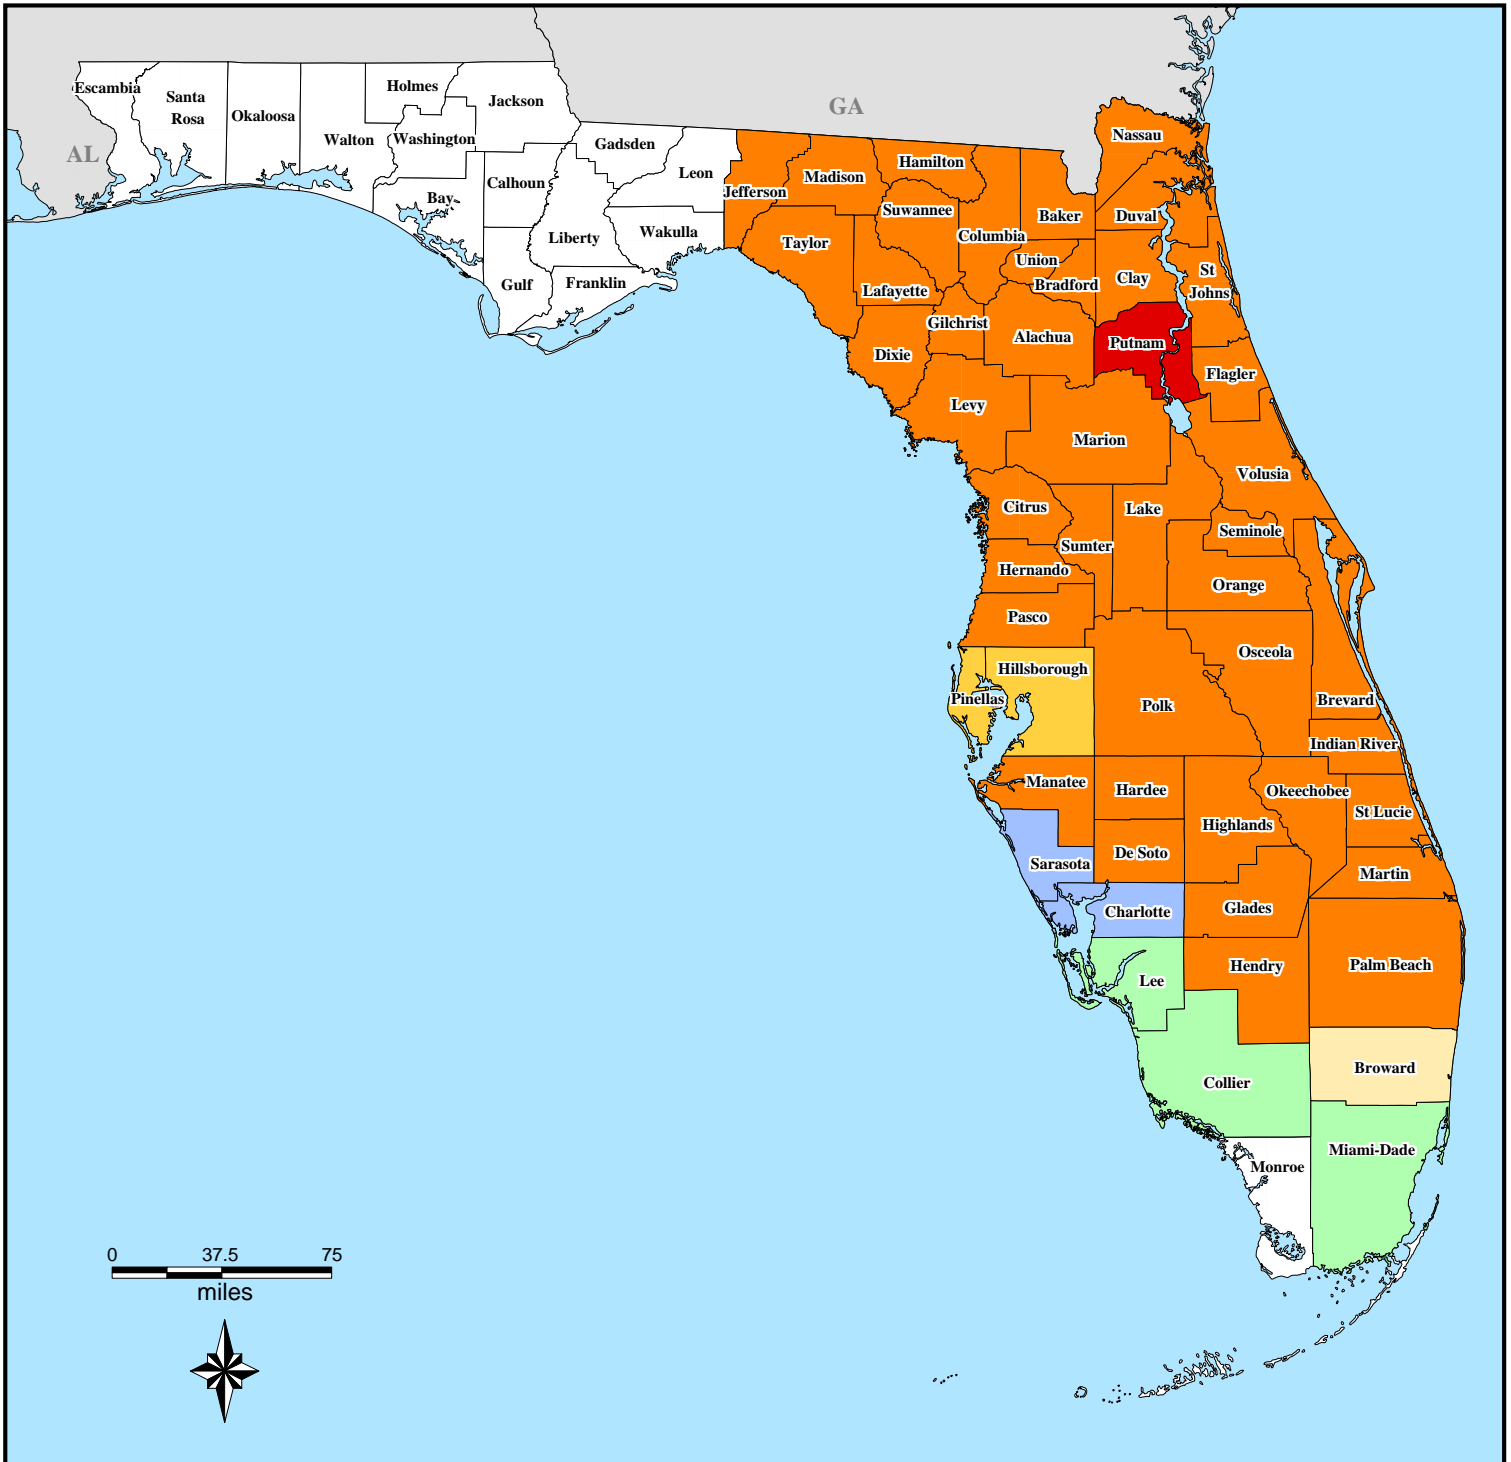 GA
AL
Escambia
Santa
Rosa
Okaloosa
Walton
Holmes
Washington
Jackson
Bay
Calhoun
Gulf
Liberty
Gadsden
Leon
Wakulla
Franklin
Jefferson
Madison
Taylor
Hamilton
Suwannee
Lafayette
Dixie
Columbia
Gilchrist
Baker
Union
Bradford
Nassau
Duval
Clay
St
Johns
Alachua
Putnam
Flagler
Levy
Marion
Volusia
Citrus
Sumter
Lake
Seminole
Hernando
Orange
Pasco
Osceola
Hillsborough
Pinellas
Polk
Brevard
Indian River
Manatee
Hardee
Highlands
Okeechobee
St Lucie
Sarasota
De Soto
Martin
Charlotte
Glades
Lee
Hendry
Palm Beach
Collier
Broward
Monroe
Miami-Dade
0 37.5 75
miles